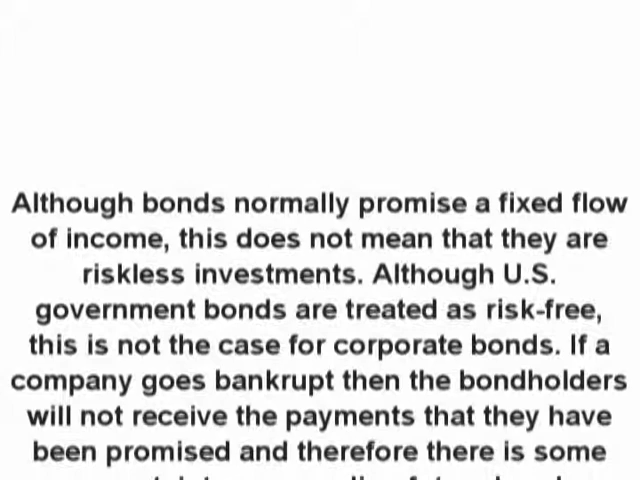 Although bonds normally promise a fixed flow
of income, this does not mean that they are
riskless investments. Although U.S.
government bonds are treated as risk-free,
this is not the case for corporate bonds. If a
company goes bankrupt then the bondholders
will not receive the payments that they have
been promised and therefore there is some